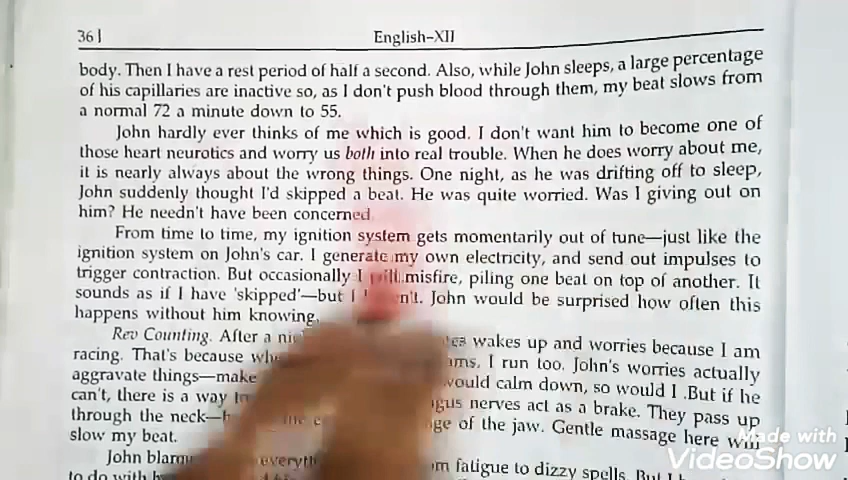 36 |
English–XII
body. Then I have a rest period of half a second. Also, while John sleeps, a large percentage
of his capillaries are inactive so, as I don't push blood through them, my beat slows from
a normal 72 a minute down to 55.
John hardly ever thinks of me which is good. I don't want him to become one of
those heart neurotics and worry us both into real trouble. When he does worry about me,
it is nearly always about the wrong things. One night, as he was drifting off to sleep,
John suddenly thought I'd skipped a beat. He was quite worried. Was I giving out on
him? He needn't have been concerned
From time to time, my ignition system gets momentarily out of tune—just like the
ignition system on John's car. I generate my own electricity, and send out impulses to
trigger contraction. But occasionally I misfire, piling one beat on top of another. It
sounds as if I have 'skipped'—but I John would be surprised how often this
happens without him knowing.
Rev Counting. After a wakes up and worries because I am
racing. That's because I run too. John's worries actually
aggravate things—make would calm down, so would I .But if he
can't, there is a way nerves act as a brake. They pass up
through the neck— of the jaw. Gentle massage here will
slow my beat.
John fatigue to dizzy spells. But I
to do with
Made with
VideoShow